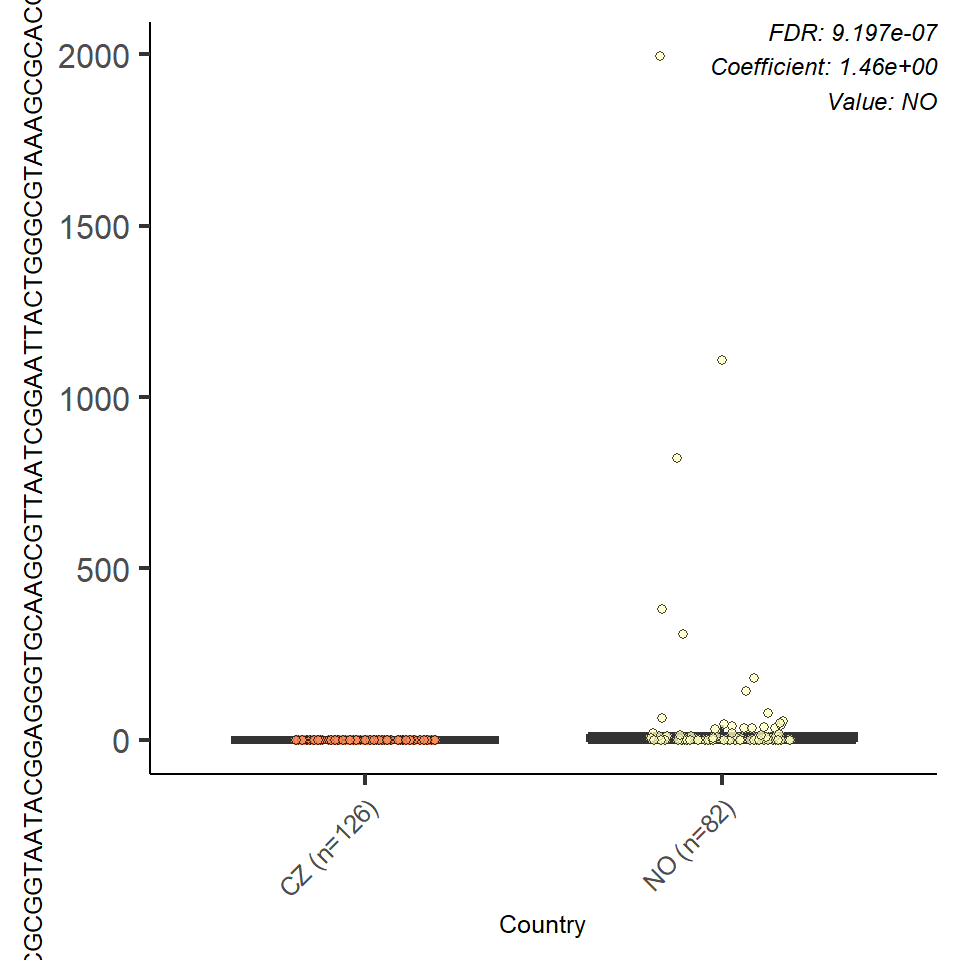 CGCGGTAATACGGAGGGTGCAAGCGTTAATCGGAATTACTGGGCGTAAAGCGCACG
FDR: 9.197e-07
Coefficient: 1.46e+00
Value: NO
2000
1500
1000
500
0
CZ (n=126)
NO (n=82)
Country